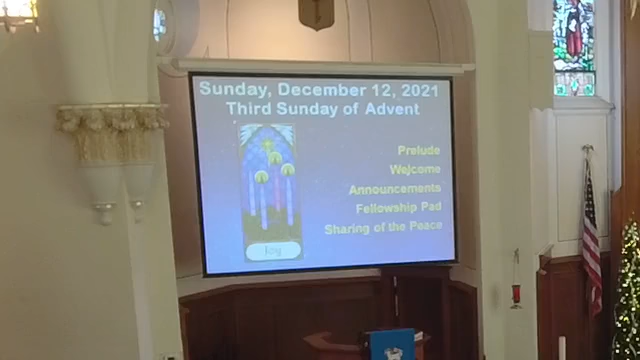 Sunday, December 12, 2021
Third Sunday of Advent
Prelude
Welcome
Announcements
Fellowship Pad
Sharing of the Peace
Joy